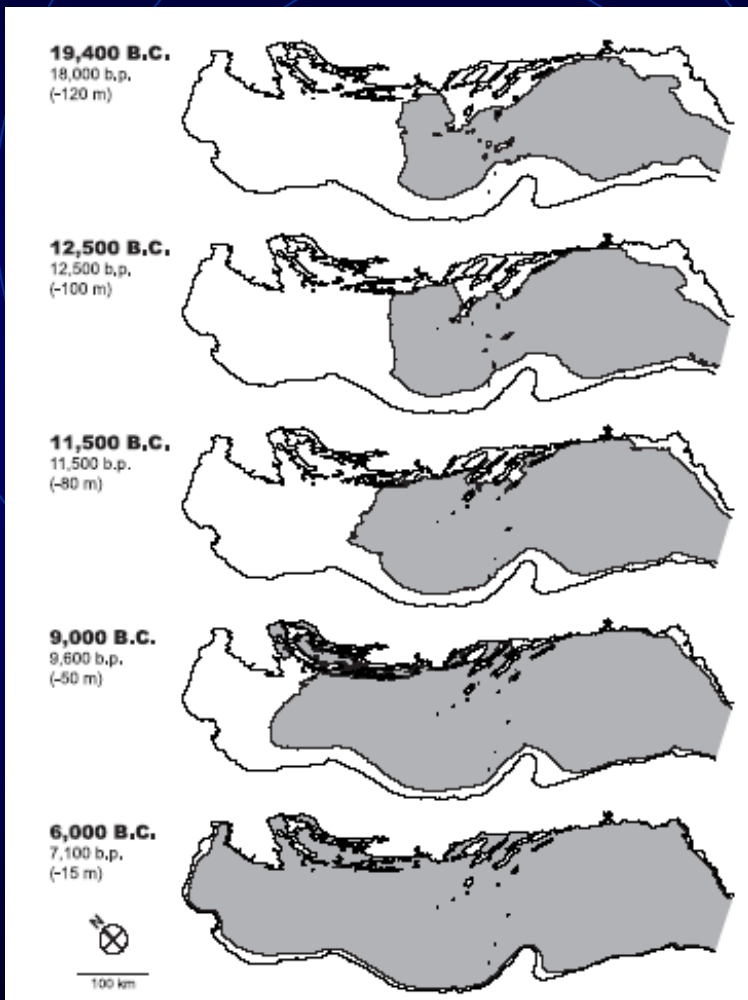 19,400 B.C.
18,000 b.p.
(–120 m)
12,500 B.C.
12,500 b.p.
(–100 m)
11,500 B.C.
11,500 b.p.
(–80 m)
9,000 B.C.
9,600 b.p.
(–50 m)
6,000 B.C.
7,100 b.p.
(–15 m)
N
100 km